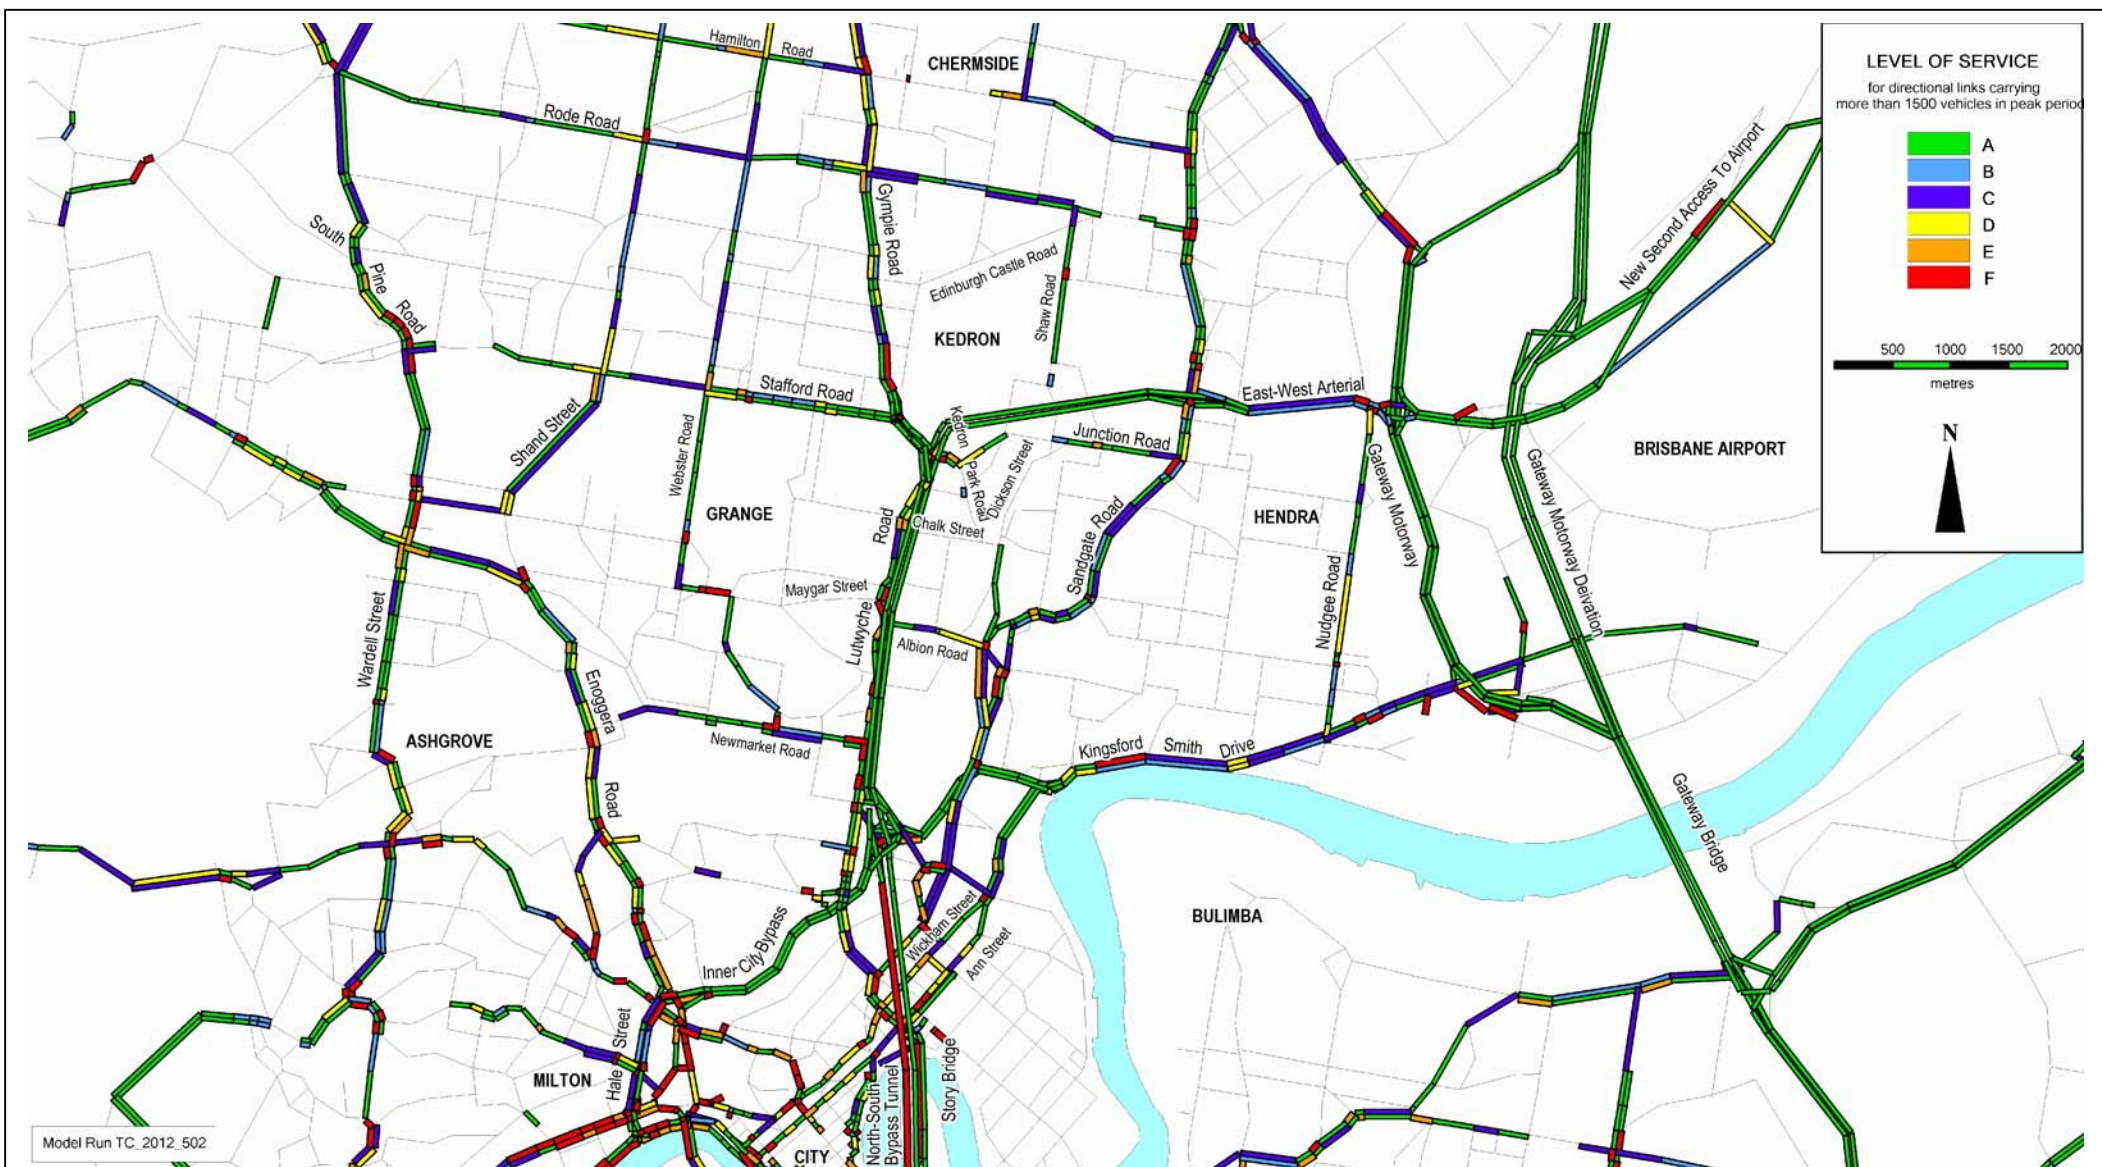 LEVEL OF SERVICE
for directional links carrying
more than 1500 vehicles in peak period
A
B
C
D
E
F
500 1000 1500 2000
metres
N
Hamilton Road
CHERMSIDE
Rode Road
Gympie Road
South Pine Road
Edinburgh Castle Road
Shaw Road
New Second Access To Airport
KEDRON
Stafford Road
East-West Arterial
Shand Street
Webster Road
Kedron
Park Road
Junction Road
Dickson Street
BRISBANE AIRPORT
GRANGE
Chalk Street
HENDRA
Sandgate Road
Gateway Motorway
Gateway Motorway Deivation
Nudgee Road
Wardell Street
Maygar Street
Lutwyche Road
Albion Road
Enoggera Road
ASHGROVE
Newmarket Road
Kingsford Smith Drive
Gateway Bridge
BULIMBA
Inner City Bypass
Wickham Street
Ann Street
Hale Street
MILTON
North-South
Bypass Tunnel
Story Bridge
CITY
Model Run TC_2012_502